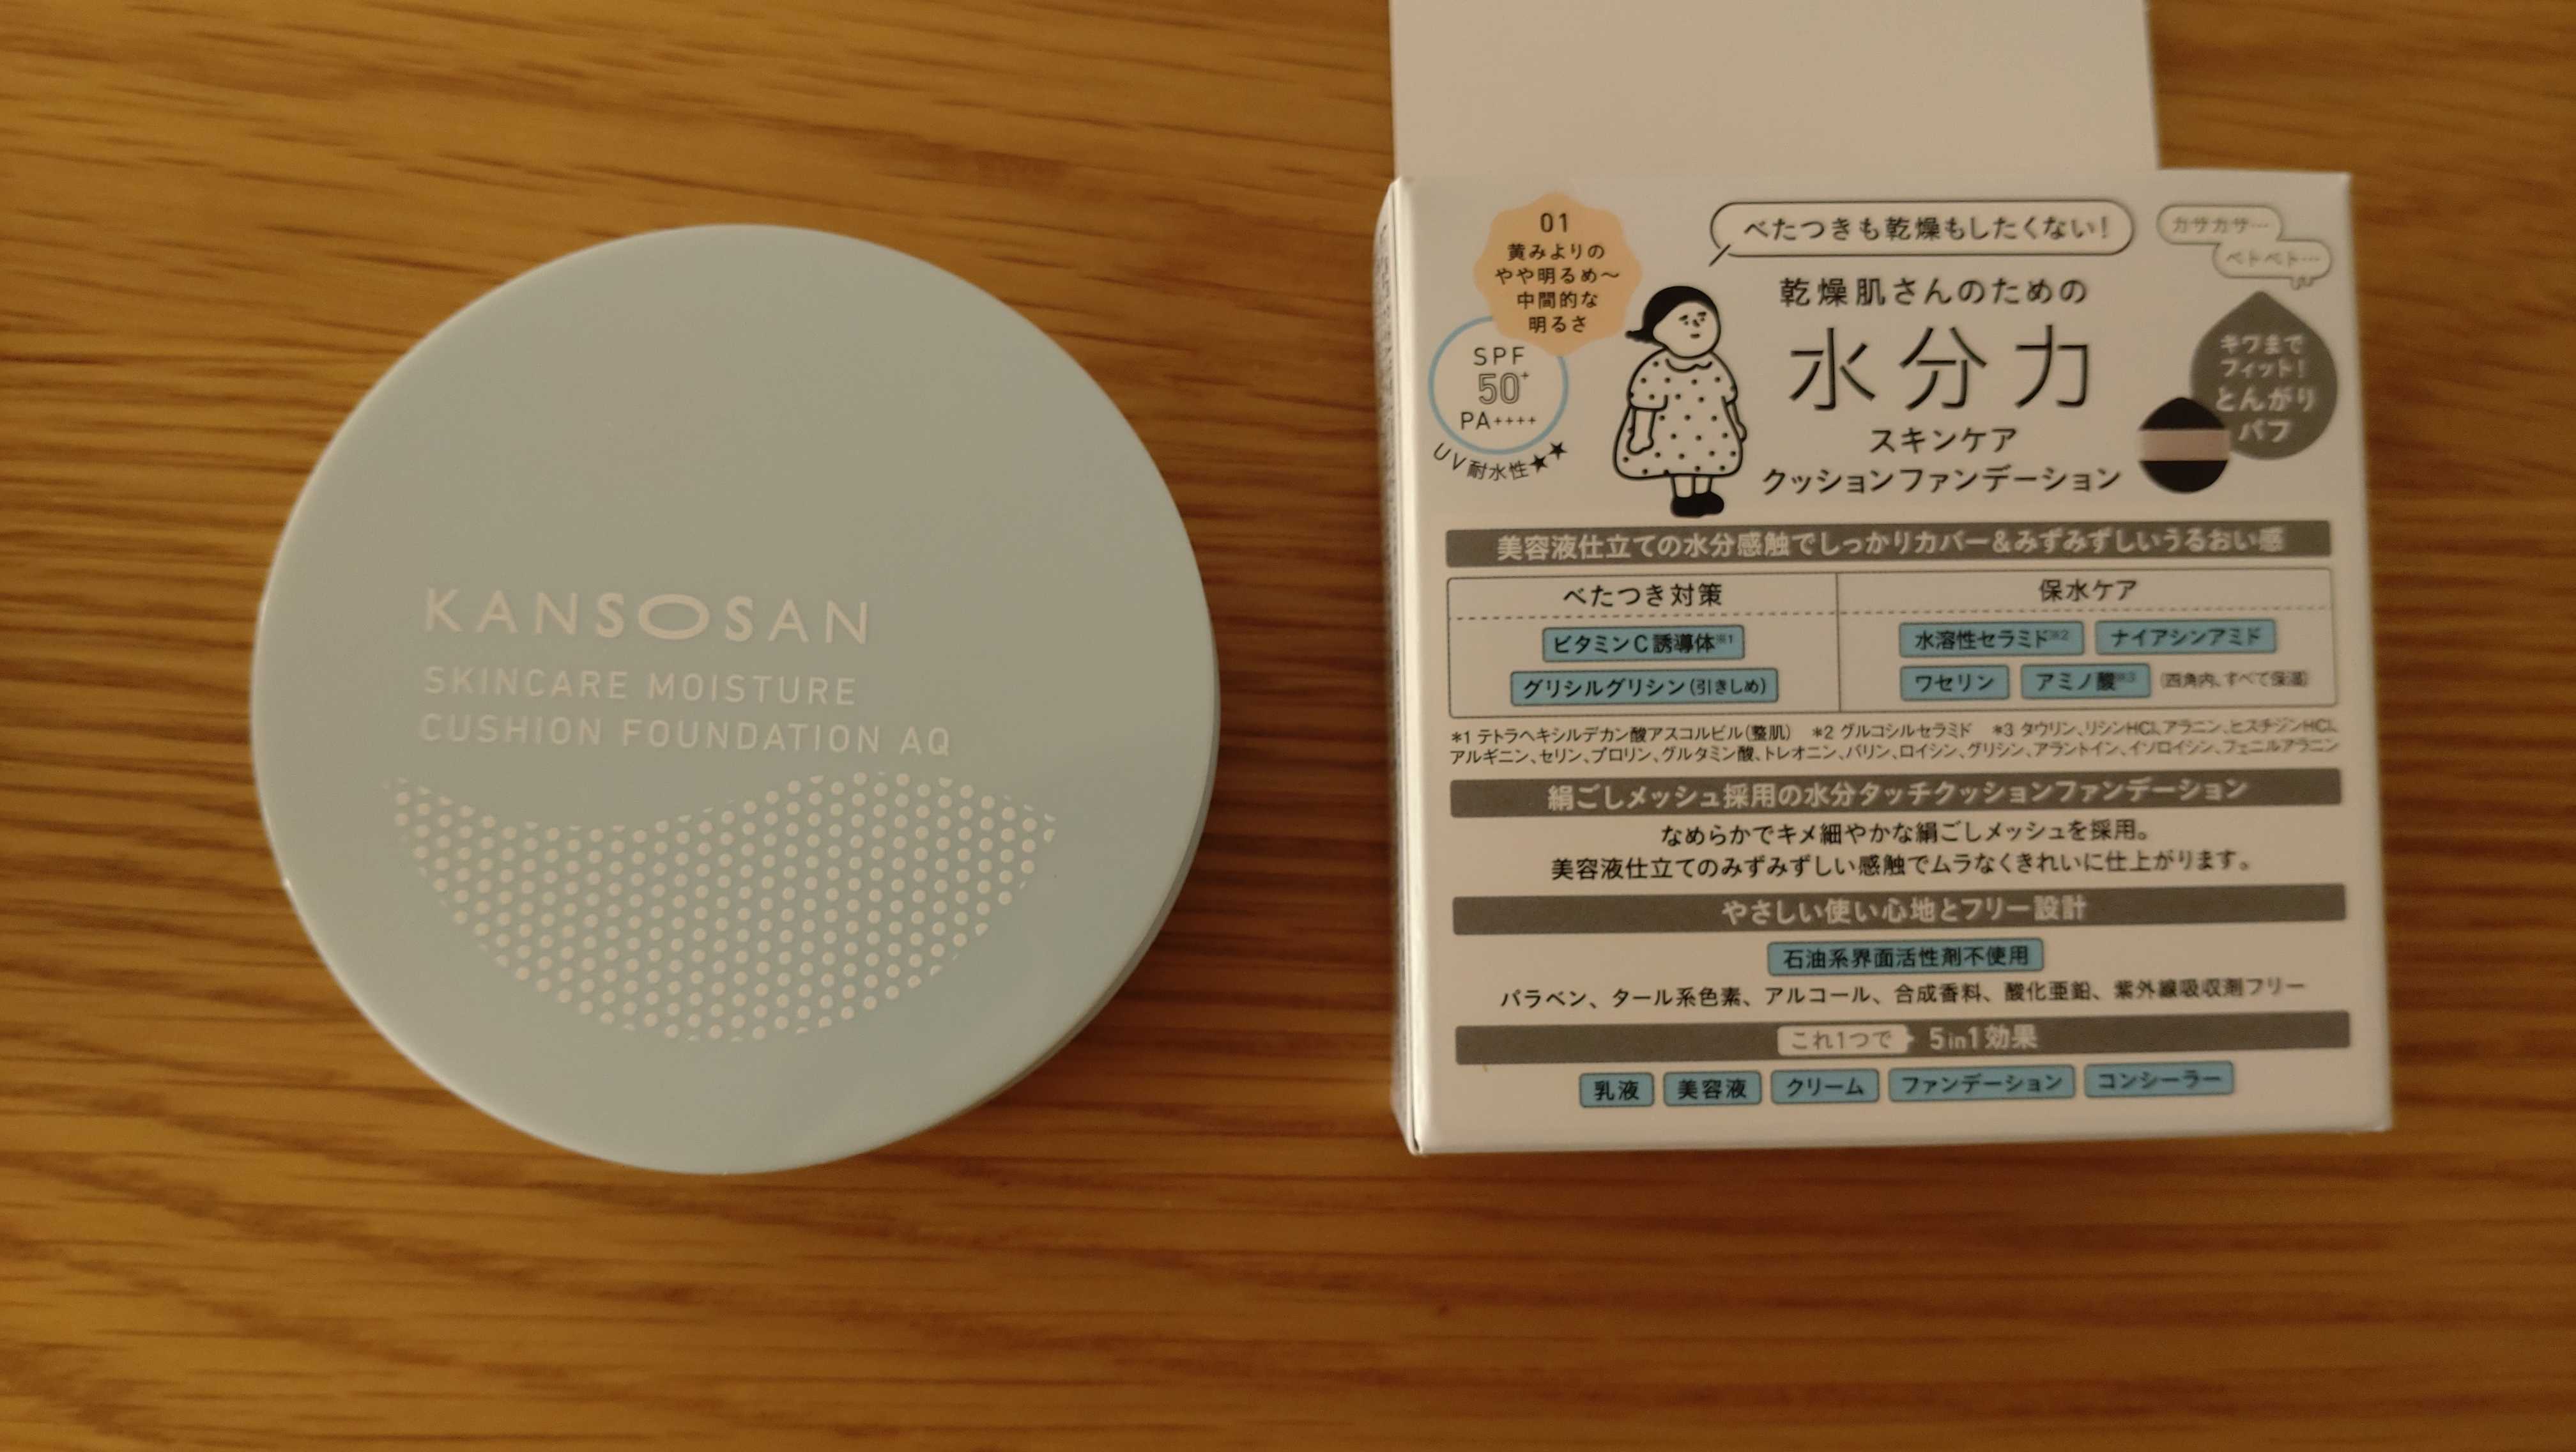 KANSOSAN
SKINCARE MOISTURE
CUSHION FOUNDATION AQ
01
黄みよりの
やや明るめ〜
中間的な
明るさ
SPF
50+
PA++++
UV耐水性★★
べたつきも乾燥もしたくない!
カサカサ…
ベトベト…
乾燥肌さんのための
水分力
スキンケア
クッションファンデーション
キワまで
フィット!
とんがり
パフ
美容液仕立ての水分感触でしっかりカバー&みずみずしいうるおい感
べたつき対策
ビタミンC誘導体※1
グリシルグリシン(引きしめ)
保水ケア
水溶性セラミド※2 ナイアシンアミド
ワセリン アミノ酸※3 (四角内、すべて保湿)
*1 テトラヘキシルデカン酸アスコルビル(整肌) *2 グルコシルセラミド *3 タウリン、リシンHCl、アラニン、ヒスチジンHCl、
アルギニン、セリン、プロリン、グルタミン酸、トレオニン、バリン、ロイシン、グリシン、アラントイン、イソロイシン、フェニルアラニン
絹ごしメッシュ採用の水分タッチクッションファンデーション
なめらかでキメ細やかな絹ごしメッシュを採用。
美容液仕立てのみずみずしい感触でムラなくきれいに仕上がります。
やさしい使い心地とフリー設計
石油系界面活性剤不使用
パラベン、タール系色素、アルコール、合成香料、酸化亜鉛、紫外線吸収剤フリー
これ1つで 5in1効果
乳液 美容液 クリーム ファンデーション コンシーラー